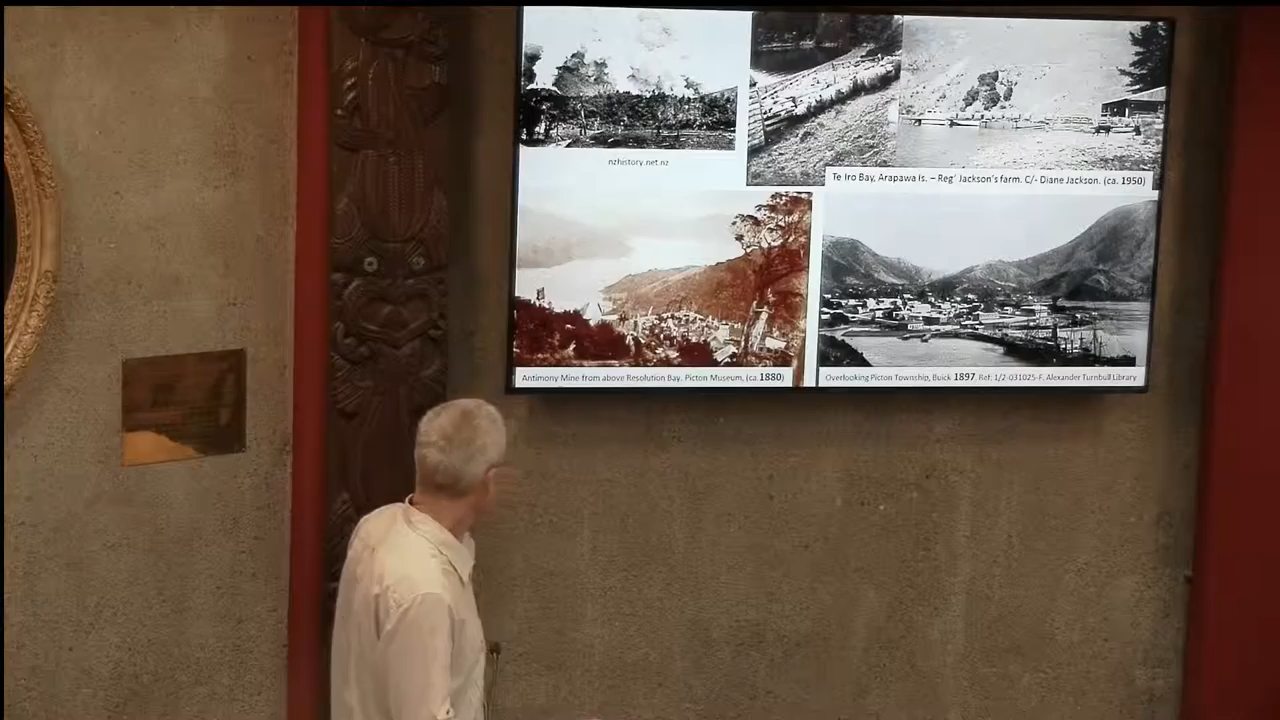 nzhistory.net.nz
Te Iro Bay, Arapawa Is. – Reg' Jackson's farm. C/- Diane Jackson. (ca. 1950)
Antimony Mine from above Resolution Bay. Picton Museum, (ca. 1880)
Overlooking Picton Township, Buick 1897. Ref: 1/2-031025-F. Alexander Turnbull Library